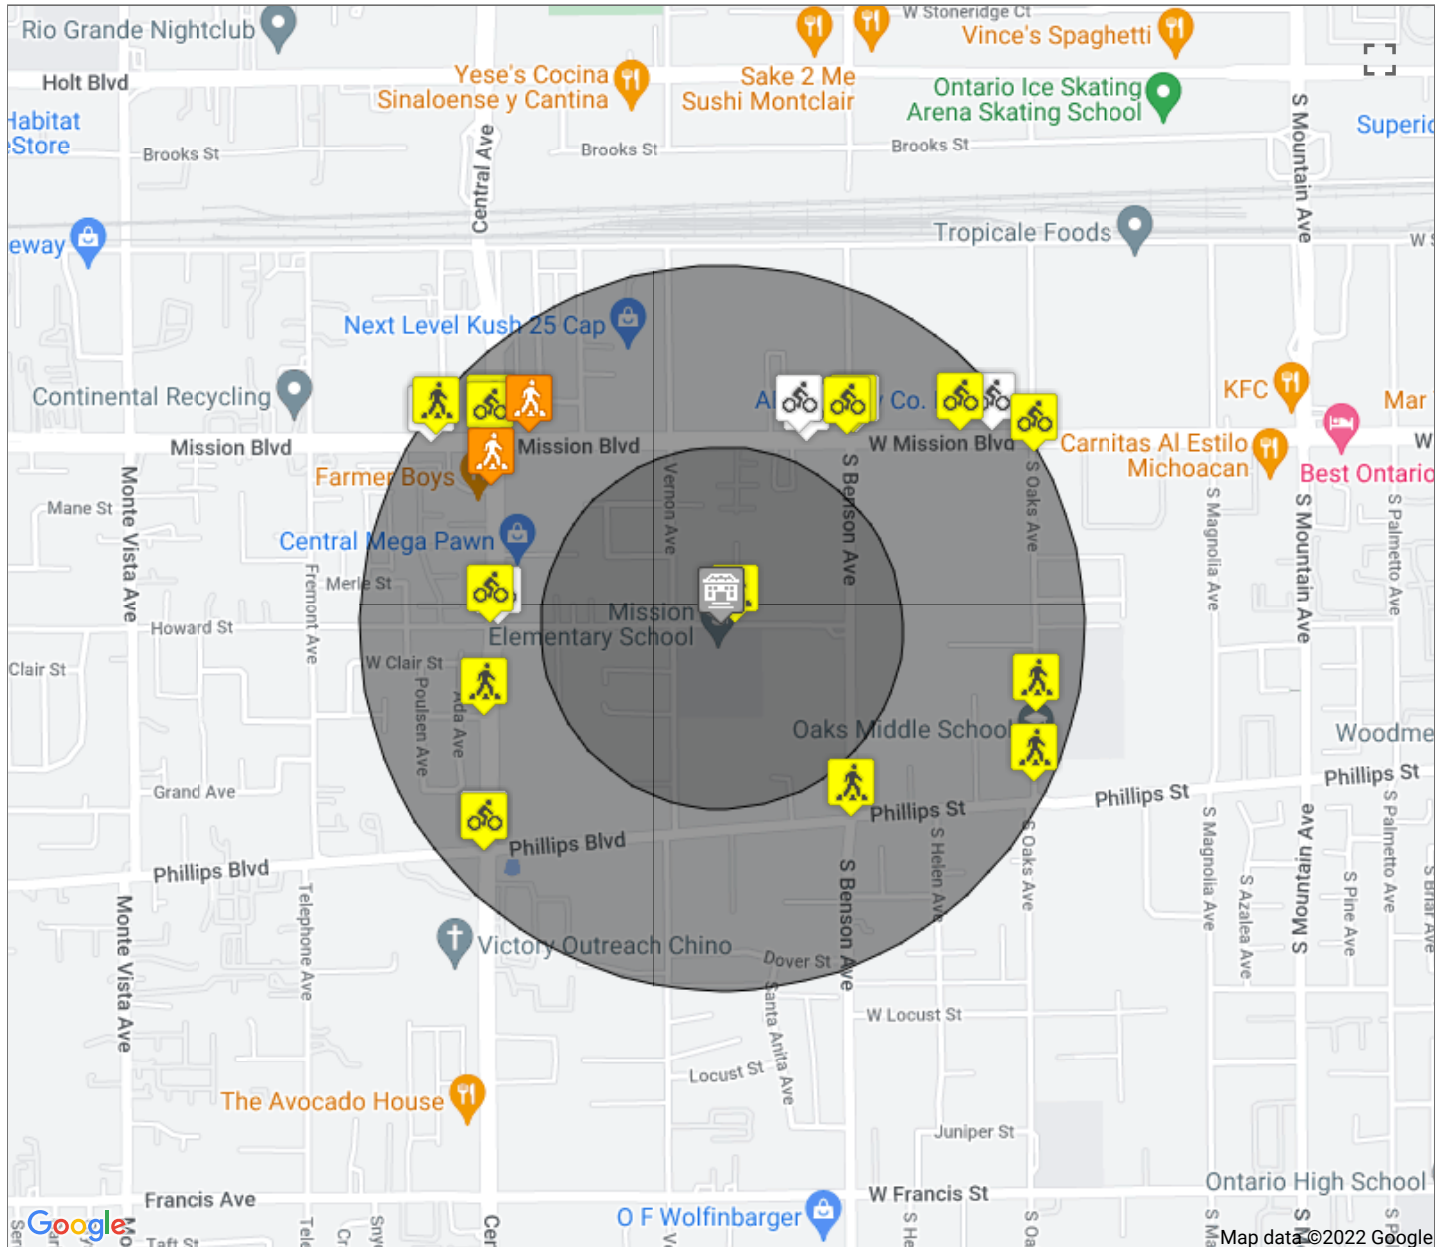 W Stoneridge Ct
Rio Grande Nightclub
Vince's Spaghetti
Holt Blvd
Yese's Cocina
Sinaloense y Cantina
Sake 2 Me
Sushi Montclair
Ontario Ice Skating
Arena Skating School
Habitat
eStore
Superio
S Mountain Ave
Central Ave
Brooks St
Brooks St
Brooks St
eway
Tropicale Foods
W S
Next Level Kush 25 Cap
Continental Recycling
KFC
Mar
Co.
Mission Blvd
Mission Blvd
W Mission Blvd
Carnitas Al Estilo
Michoacan
W
Best Ontario
Farmer Boys
Monte Vista Ave
Vernon Ave
S Benson Ave
S Oaks Ave
S Magnolia Ave
S Mountain Ave
S Palmetto Ave
Mane St
Central Mega Pawn
Merle St
Fremont Ave
Howard St
Mission
Elementary School
Clair St
W Clair St
Poulsen Ave
Ada Ave
Oaks Middle School
Woodme
Grand Ave
Phillips St
Phillips St
Phillips St
Phillips Blvd
Phillips Blvd
S Helen Ave
S Oaks Ave
S Magnolia Ave
S Azalea Ave
S Mountain Ave
S Pine Ave
S Palmetto Ave
S Briar Ave
Monte Vista Ave
Telephone Ave
S Benson Ave
Victory Outreach Chino
Dover St
Santa Anita Ave
W Locust St
Locust St
The Avocado House
Juniper St
Francis Ave
W Francis St
Ontario High School
O F Wolfinbarger
Google
Taft St
Map data ©2022 Google